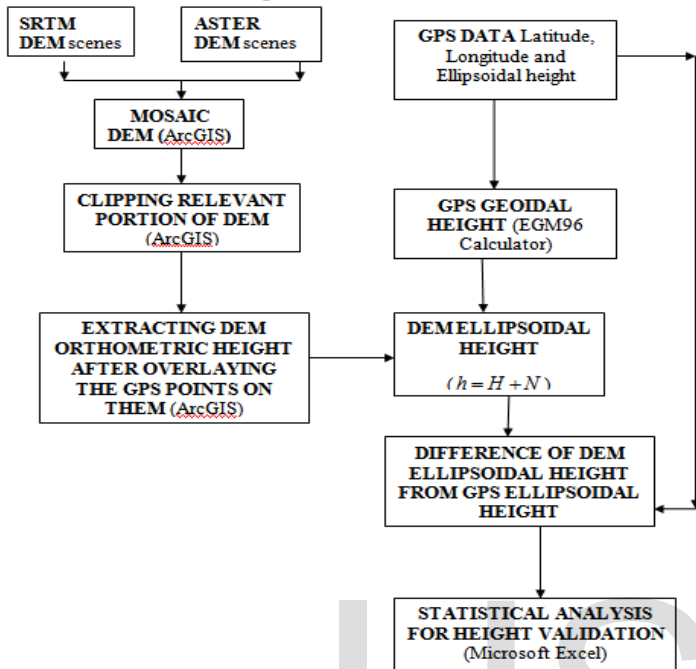 SRTM
DEM scenes
ASTER
DEM scenes
MOSAIC
DEM (ArcGIS)
CLIPPING RELEVANT
PORTION OF DEM
(ArcGIS)
EXTRACTING DEM
ORTHOMETRIC HEIGHT
AFTER OVERLAYING
THE GPS POINTS ON
THEM (ArcGIS)
GPS DATA Latitude,
Longitude and
Ellipsoidal height
GPS GEOIDAL
HEIGHT (EGM96
Calculator)
DEM ELLIPSOIDAL
HEIGHT
(h = H + N)
DIFFERENCE OF DEM
ELLIPSOIDAL HEIGHT
FROM GPS ELLIPSOIDAL
HEIGHT
STATISTICAL ANALYSIS
FOR HEIGHT VALIDATION
(Microsoft Excel)